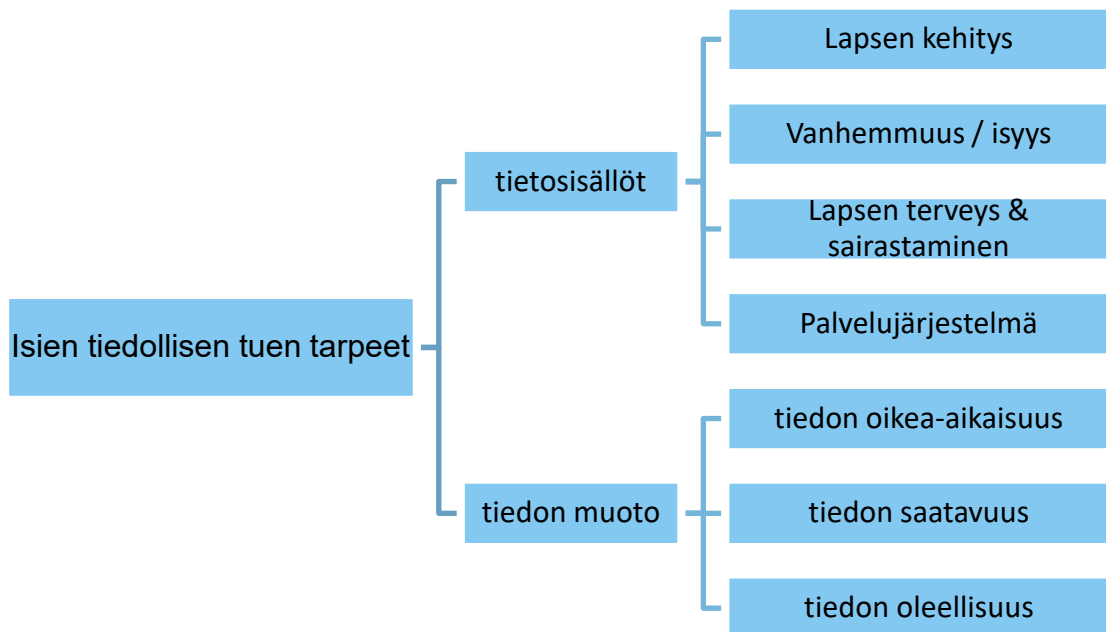 Isien tiedollisen tuen tarpeet
tietosisällöt
Lapsen kehitys
Vanhemmuus / isyys
Lapsen terveys &
sairastaminen
Palvelujärjestelmä
tiedon muoto
tiedon oikea-aikaisuus
tiedon saatavuus
tiedon oleellisuus